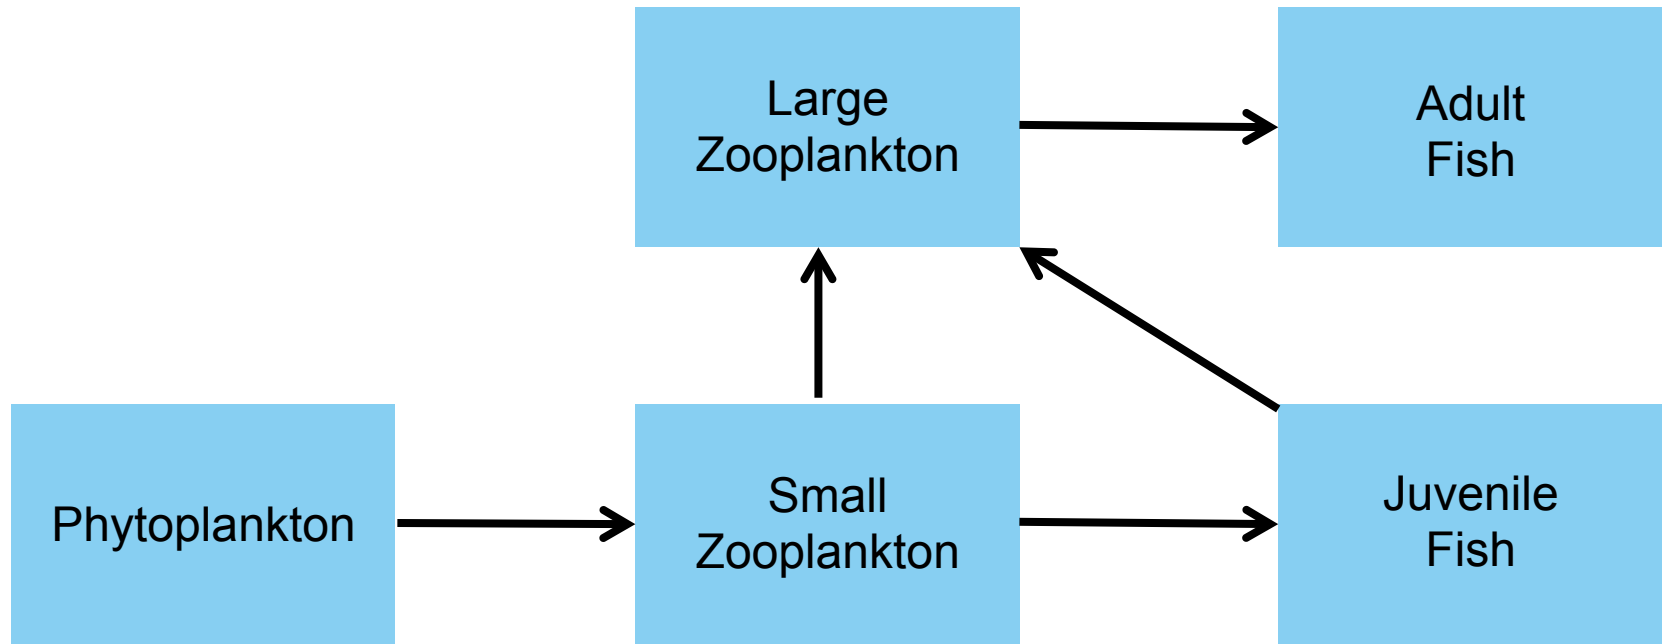 Large
Zooplankton
Adult
Fish
Phytoplankton
Small
Zooplankton
Juvenile
Fish